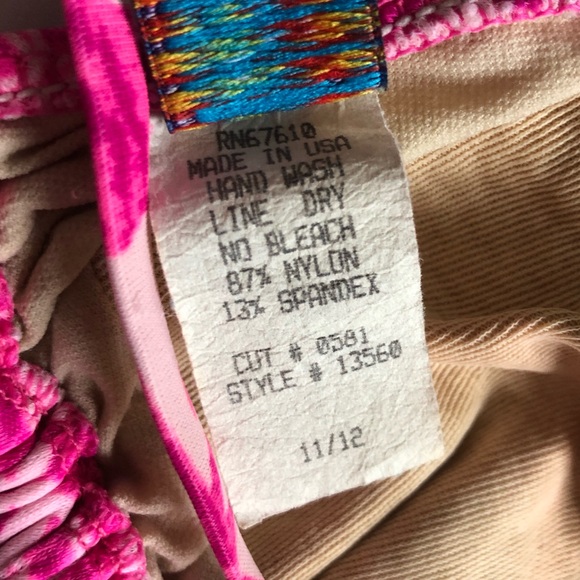 RN67610
MADE IN USA
HAND WASH
LINE DRY
NO BLEACH
87% NYLON
13% SPANDEX
CUT # 0581
STYLE # 13560
11/12